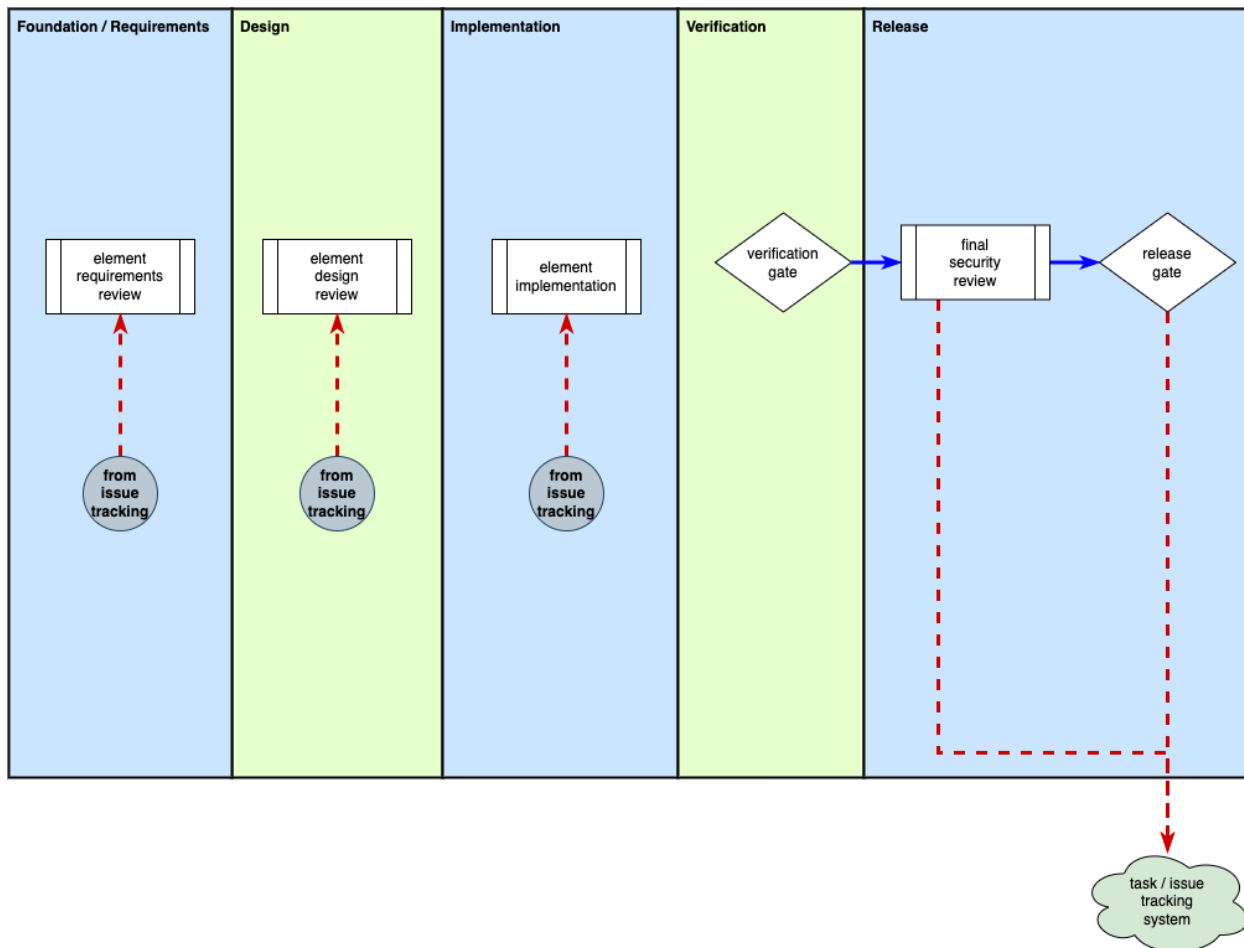 Foundation / Requirements
Design
Implementation
Verification
Release
element
requirements
review
element
design
review
element
implementation
verification
gate
final
security
review
release
gate
from
issue
tracking
from
issue
tracking
from
issue
tracking
task / issue
tracking
system